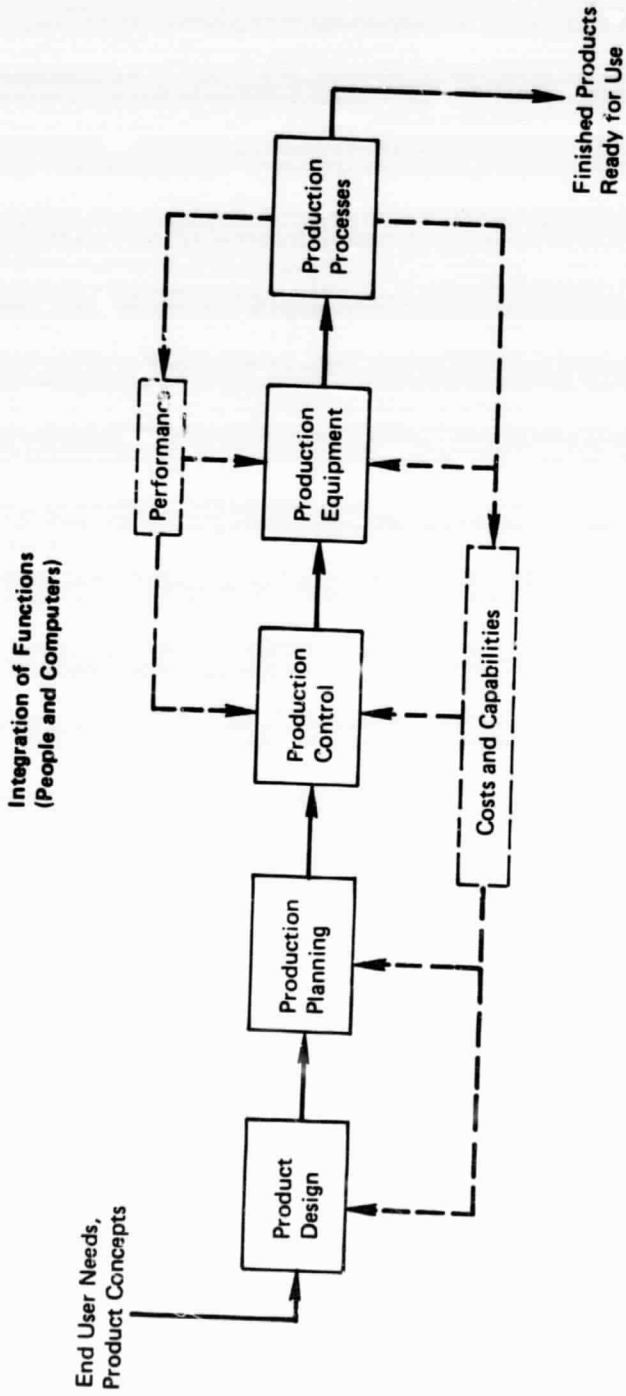 Integration of Functions
(People and Computers)
End User Needs,
Product Concepts
Product
Design
Production
Planning
Production
Control
Production
Equipment
Production
Processes
Performance
Costs and Capabilities
Finished Products
Ready for Use